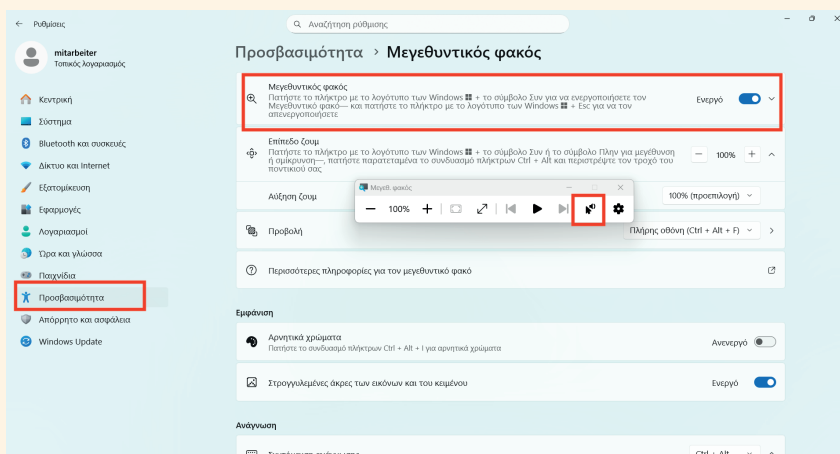 Ρυθμίσεις
Αναζήτηση ρύθμισης
mitarbeiter
Τοπικός λογαριασμός
Κεντρική
Σύστημα
Bluetooth και συσκευές
Δίκτυο και Internet
Εξατομίκευση
Εφαρμογές
Λογαριασμοί
Ώρα και γλώσσα
Παιχνίδια
Προσβασιμότητα
Απόρρητο και ασφάλεια
Windows Update
Προσβασιμότητα > Μεγεθυντικός φακός
Μεγεθυντικός φακός
Πατήστε το πλήκτρο με το λογότυπο των Windows + το σύμβολο Συν για να ενεργοποιήσετε τον
Μεγεθυντικό φακό— και πατήστε το πλήκτρο με το λογότυπο των Windows + Esc για να τον
απενεργοποιήσετε
Ενεργό
Επίπεδο ζουμ
Πατήστε το πλήκτρο με το λογότυπο των Windows + το σύμβολο Συν ή το σύμβολο Πλην για μεγέθυνση
ή σμίκρυνση—, πατήστε παρατεταμένα το συνδυασμό πλήκτρων Ctrl + Alt και περιστρέψτε τον τροχό του
ποντικιού σας
100%
Αύξηση ζουμ
100% (προεπιλογή)
Μεγεθ. φακός
100%
Προβολή
Πλήρης οθόνη (Ctrl + Alt + F)
Περισσότερες πληροφορίες για τον μεγεθυντικό φακό
Εμφάνιση
Αρνητικά χρώματα
Πατήστε το συνδυασμό πλήκτρων Ctrl + Alt + I για αρνητικά χρώματα
Ανενεργό
Στρογγυλεμένες άκρες των εικόνων και του κειμένου
Ενεργό
Ανάγνωση
Ctrl + Alt